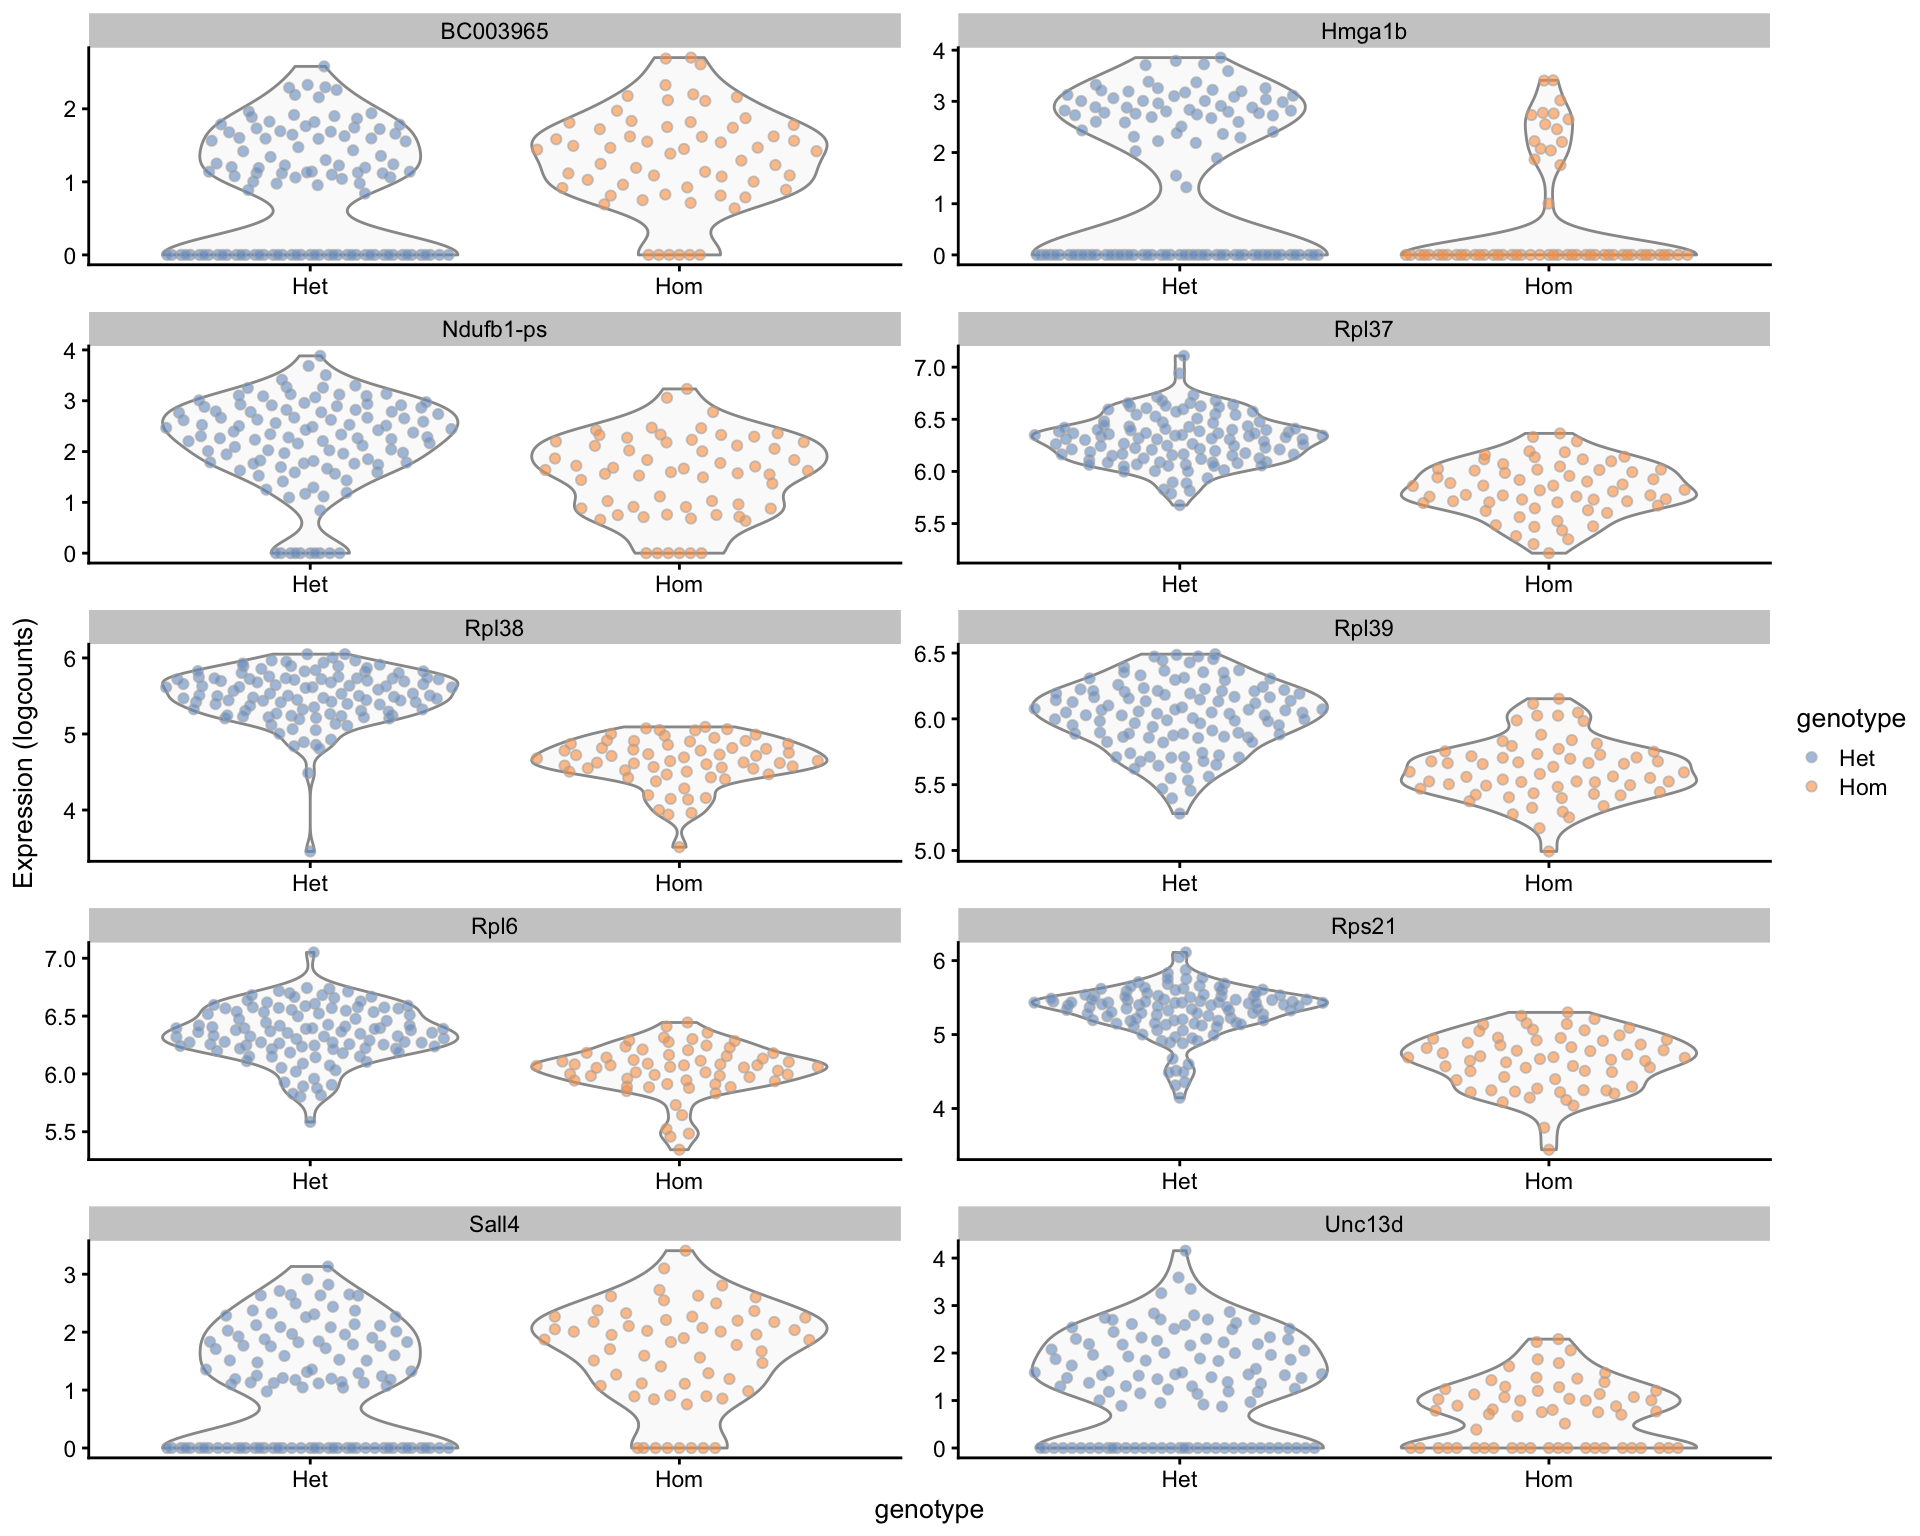 BC003965
Hmga1b
2
1
0
4
3
2
1
0
Het
Hom
Het
Hom
Ndufb1-ps
Rpl37
4
3
2
1
0
7.0
6.5
6.0
5.5
Het
Hom
Het
Hom
Rpl38
Rpl39
6
5
4
6.5
6.0
5.5
5.0
Het
Hom
Het
Hom
Rpl6
Rps21
7.0
6.5
6.0
5.5
6
5
4
Het
Hom
Het
Hom
Sall4
Unc13d
3
2
1
0
4
3
2
1
0
Het
Hom
Het
Hom
genotype
Expression (logcounts)
genotype
Het
Hom